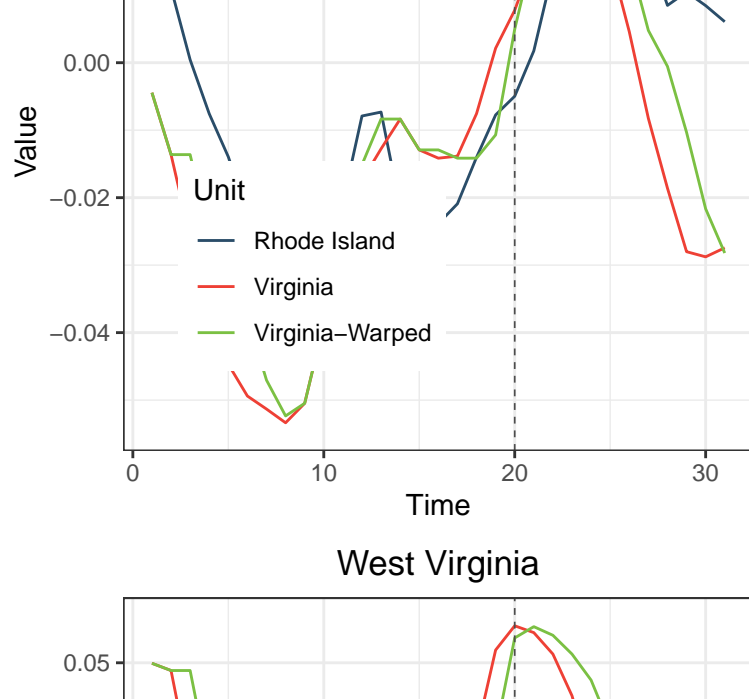 0.00
Value
−0.02
Unit
Rhode Island
Virginia
Virginia−Warped
−0.04
0 10 20 30
Time
West Virginia
0.05